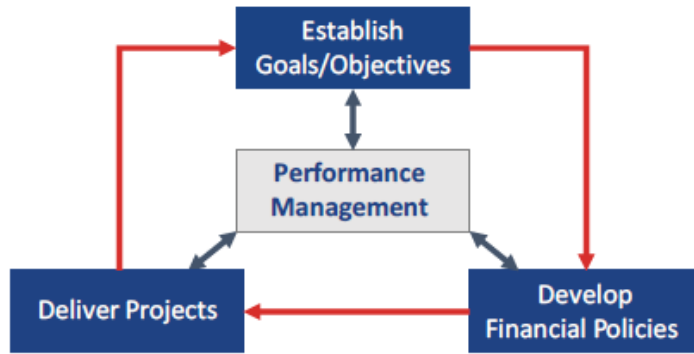 Establish
Goals/Objectives
Performance
Management
Deliver Projects
Develop
Financial Policies